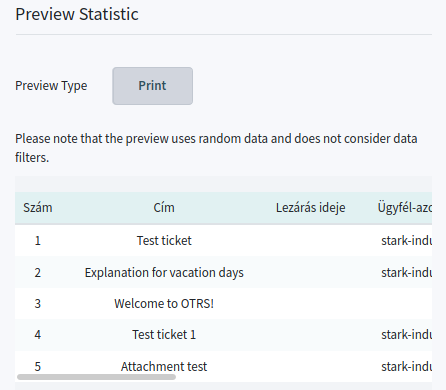 Preview Statistic
Preview Type Print
Please note that the preview uses random data and does not consider data
filters.
Szám Cím Lezárás ideje Ügyfél-azo
1 Test ticket stark-indu
2 Explanation for vacation days stark-indu
3 Welcome to OTRS!
4 Test ticket 1 stark-indu
5 Attachment test stark-indu